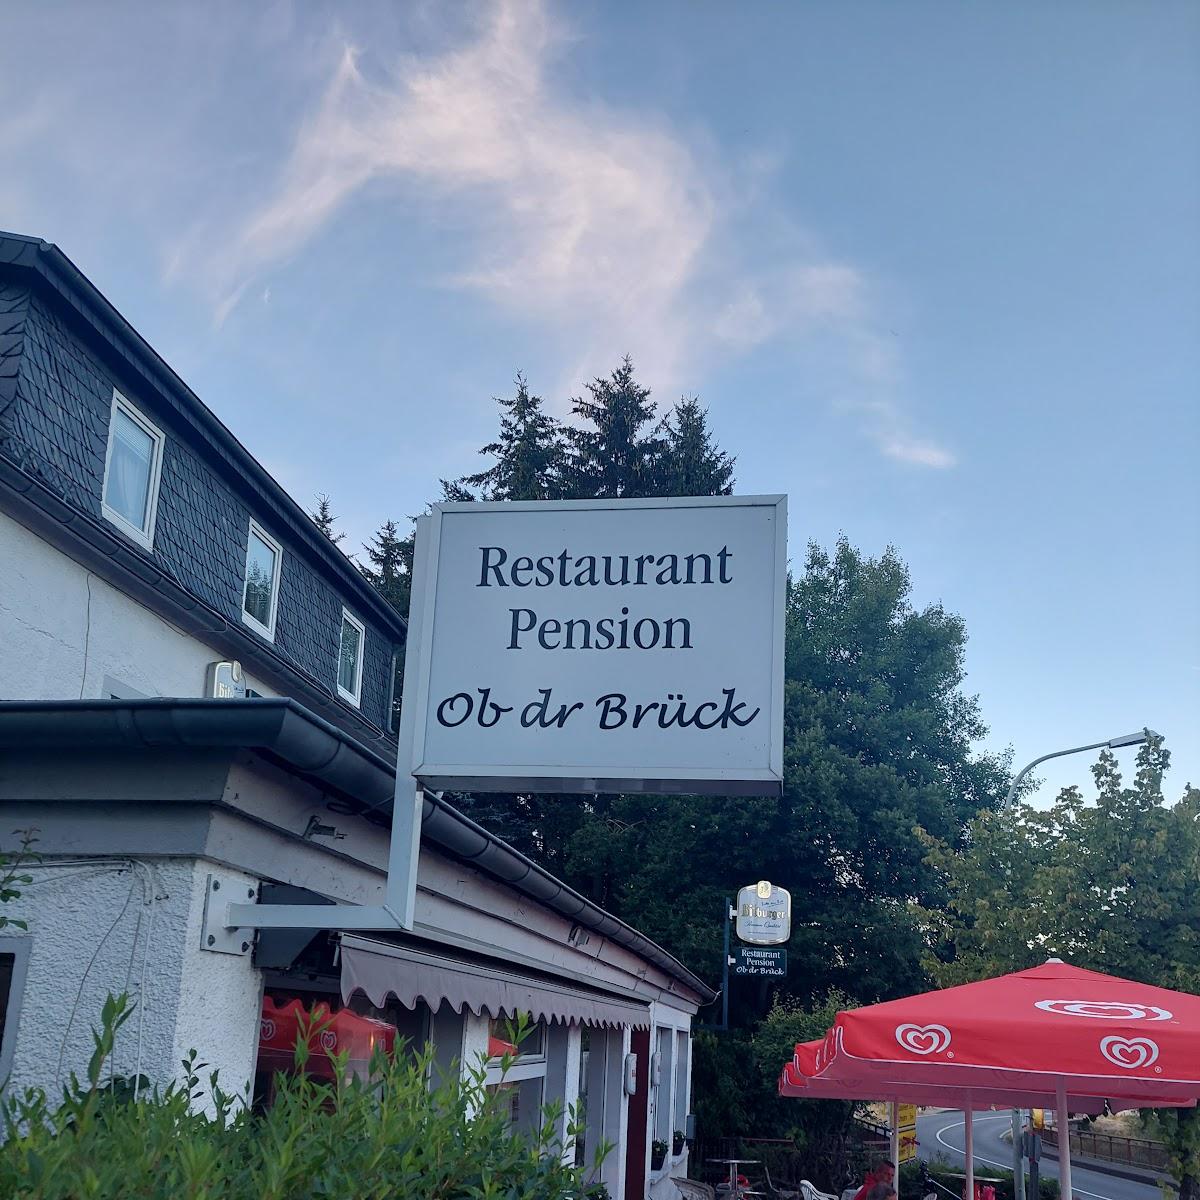 Restaurant
Pension
Ob dr Brück
Bitburger
Restaurant
Pension
Ob dr Brück